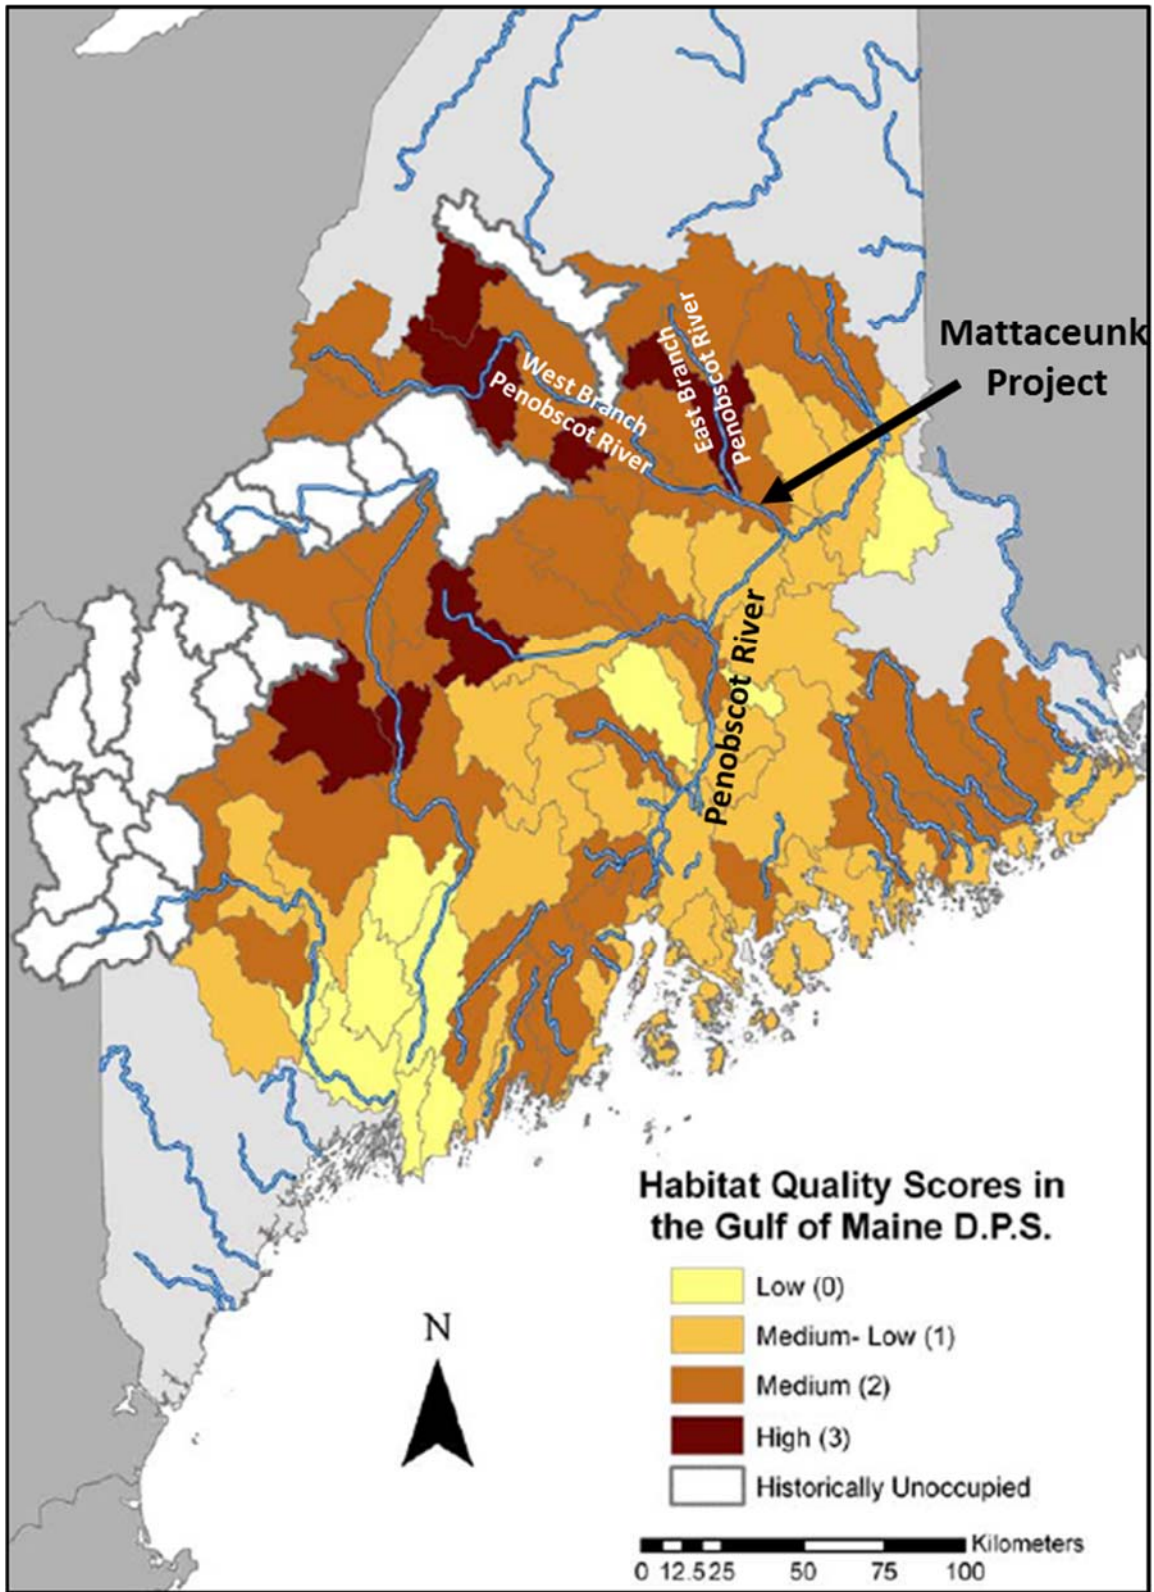 Mattaceunk
Project
West Branch
Penobscot River
East Branch
Penobscot River
Penobscot River
Habitat Quality Scores in
the Gulf of Maine D.P.S.
Low (0)
Medium- Low (1)
Medium (2)
High (3)
Historically Unoccupied
N
Kilometers
0 12.525 50 75 100